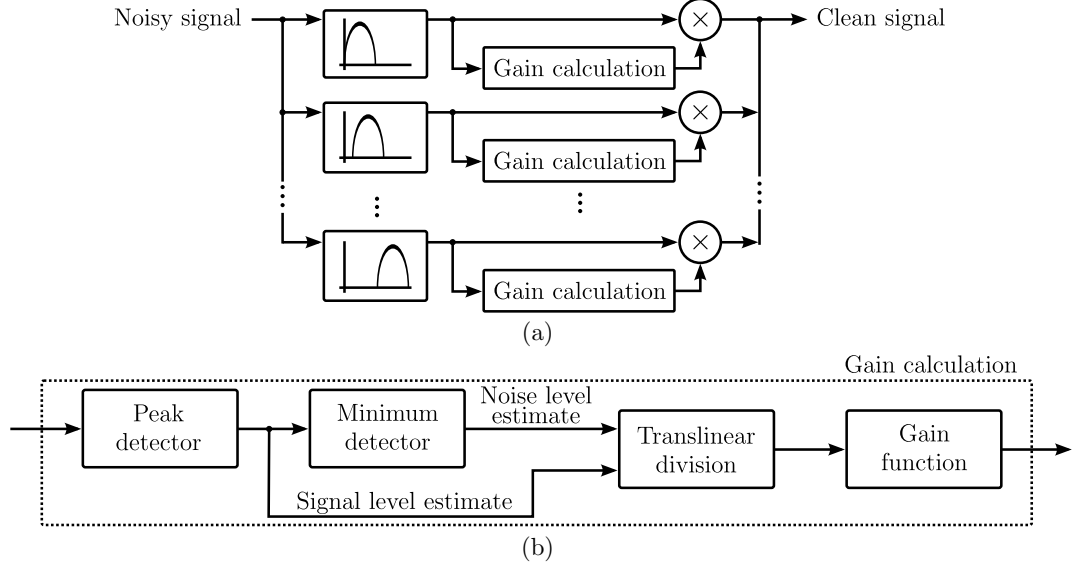 Noisy signal
Clean signal
×
Gain calculation
×
Gain calculation
×
Gain calculation
(a)
Gain calculation
Peak
detector
Minimum
detector
Noise level
estimate
Signal level estimate
Translinear
division
Gain
function
(b)